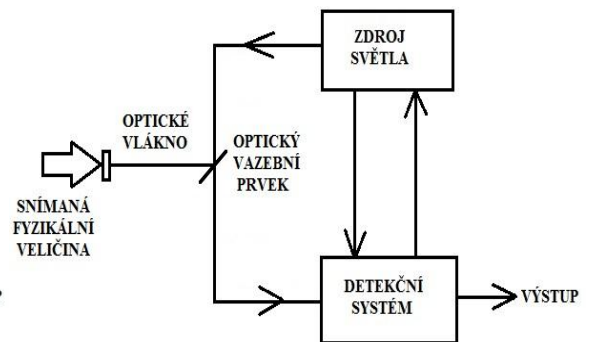 ZDROJ
SVĚTLA
OPTICKÉ
VLÁKNO
OPTICKÝ
VAZEBNÍ
PRVEK
SNÍMANÁ
FYZIKÁLNÍ
VELIČINA
DETEKČNÍ
SYSTÉM
VÝSTUP